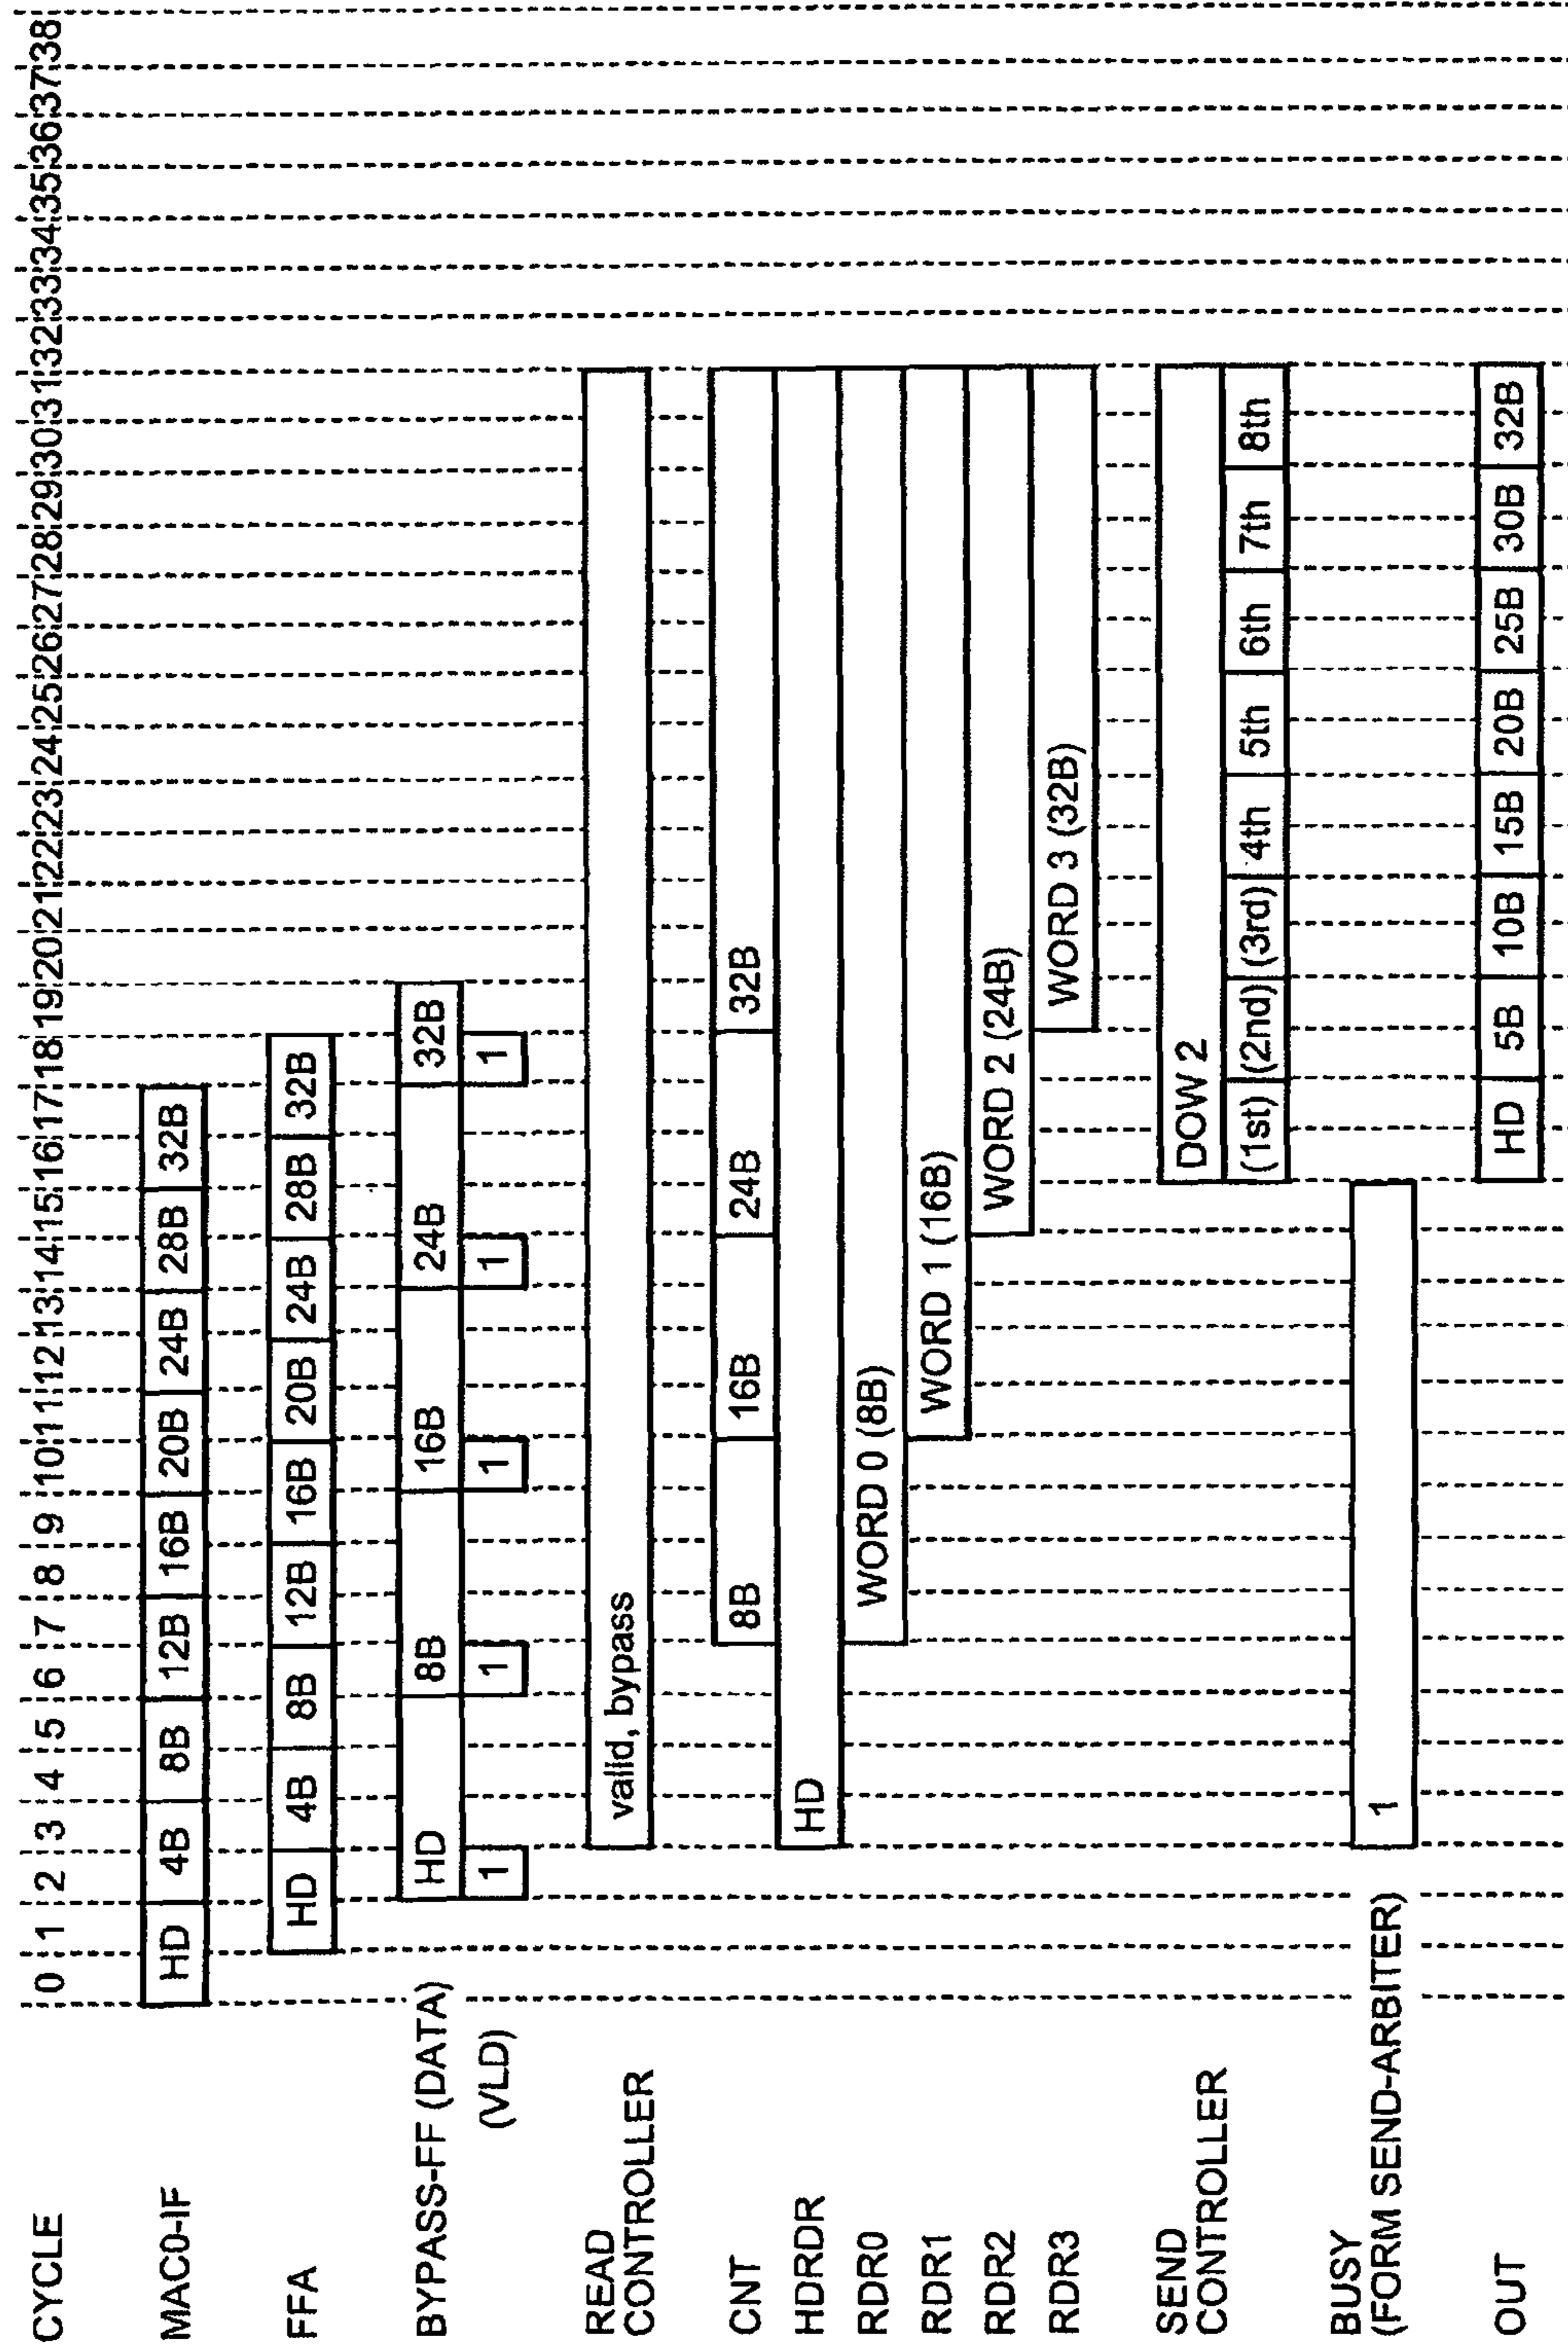 CYCLE 0 1 2 3 4 5 6 7 8 9 10 11 12 13 14 15 16 17 18 19 20 21 22 23 24 25 26 27 28 29 30 31 32 33 34 35 36 37 38
MAC0-IF HD 4B 8B 12B 16B 20B 24B 28B 32B
FFA HD 4B 8B 12B 16B 20B 24B 28B 32B
BYPASS-FF (DATA) HD 8B 16B 24B 32B
(VLD) 1 1 1 1 1
READ
CONTROLLER valid, bypass
CNT 8B 16B 24B 32B
HDRDR HD
RDR0 WORD 0 (8B)
RDR1 WORD 1 (16B)
RDR2 WORD 2 (24B)
RDR3 WORD 3 (32B)
SEND DOW 2
CONTROLLER (1st) (2nd) (3rd) 4th 5th 6th 7th 8th
BUSY
(FORM SEND-ARBITER) 1
OUT HD 5B 10B 15B 20B 25B 30B 32B